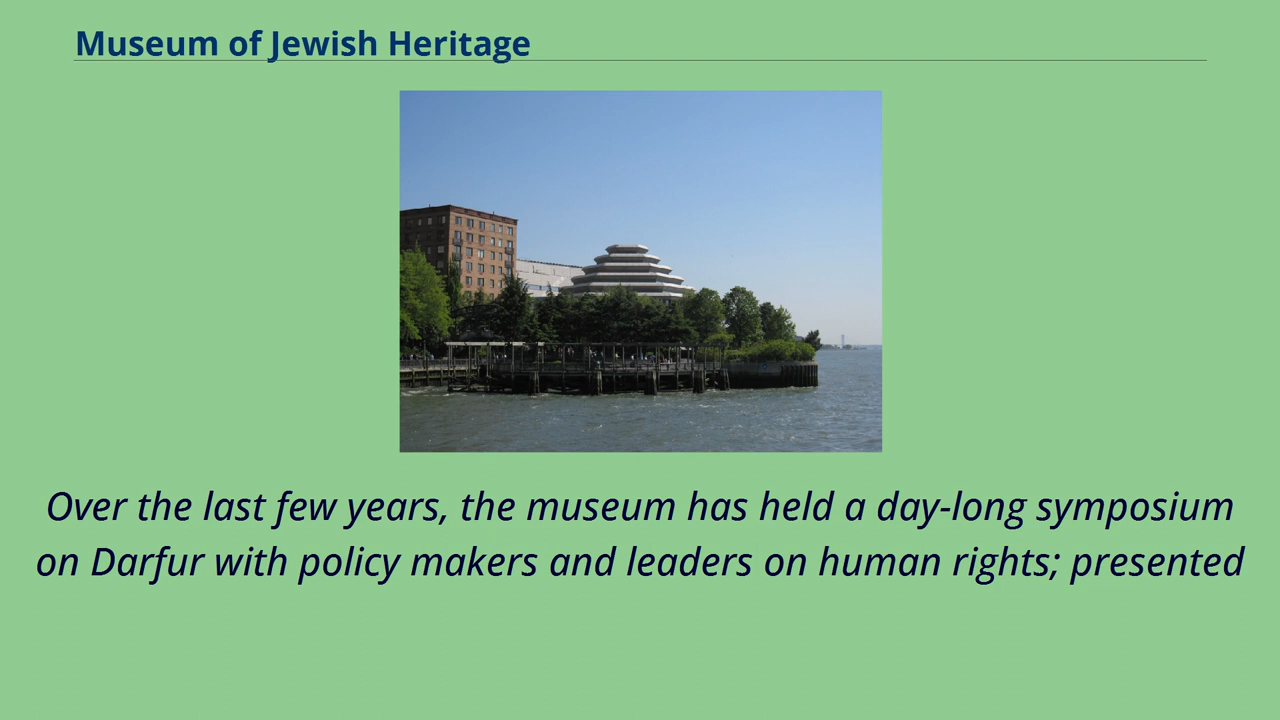 Museum of Jewish Heritage
Over the last few years, the museum has held a day-long symposium
on Darfur with policy makers and leaders on human rights; presented